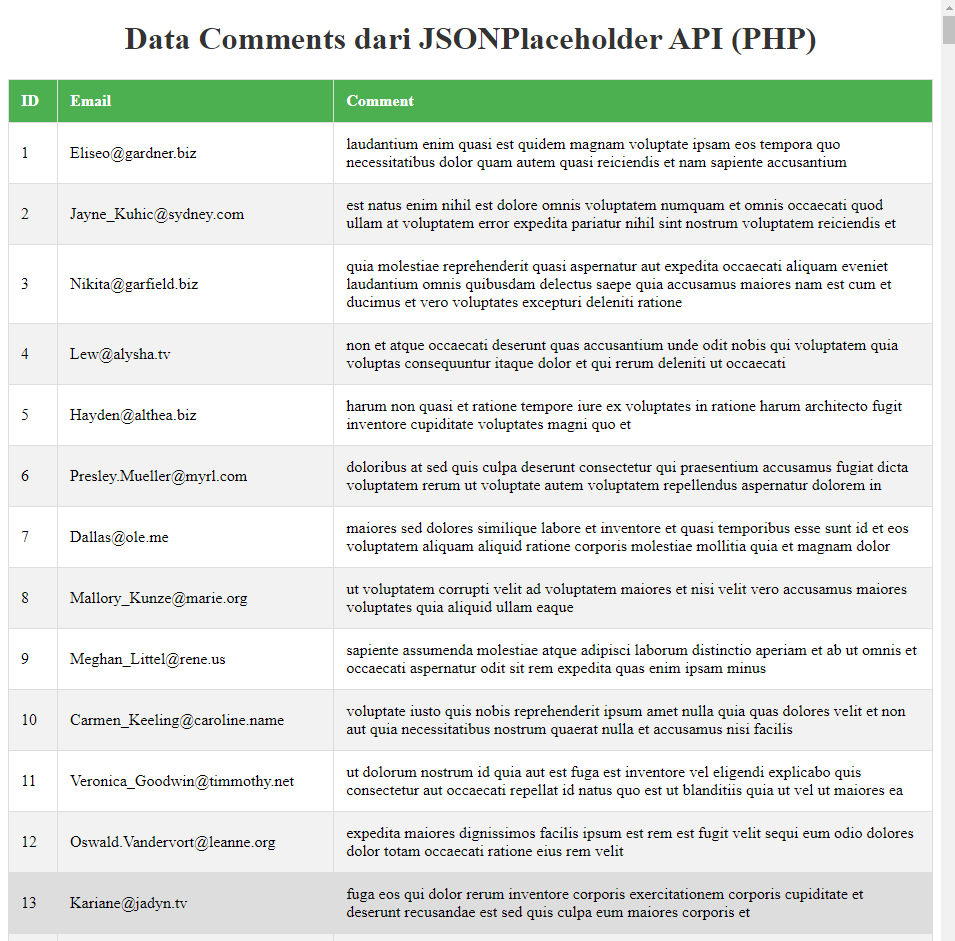 Data Comments dari JSONPlaceholder API (PHP)
ID Email Comment
1 Eliseo@gardner.biz laudantium enim quasi est quidem magnam voluptate ipsam eos tempora quo
necessitatibus dolor quam autem quasi reiciendis et nam sapiente accusantium
2 Jayne_Kuhic@sydney.com est natus enim nihil est dolore omnis voluptatem numquam et omnis occaecati quod
ullam at voluptatem error expedita pariatur nihil sint nostrum voluptatem reiciendis et
3 Nikita@garfield.biz quia molestiae reprehenderit quasi aspernatur aut expedita occaecati aliquam eveniet
laudantium omnis quibusdam delectus saepe quia accusamus maiores nam est cum et
ducimus et vero voluptates excepturi deleniti ratione
4 Lew@alysha.tv non et atque occaecati deserunt quas accusantium unde odit nobis qui voluptatem quia
voluptas consequuntur itaque dolor et qui rerum deleniti ut occaecati
5 Hayden@althea.biz harum non quasi et ratione tempore iure ex voluptates in ratione harum architecto fugit
inventore cupiditate voluptates magni quo et
6 Presley.Mueller@myrl.com doloribus at sed quis culpa deserunt consectetur qui praesentium accusamus fugiat dicta
voluptatem rerum ut voluptate autem voluptatem repellendus aspernatur dolorem in
7 Dallas@ole.me maiores sed dolores similique labore et inventore et quasi temporibus esse sunt id et eos
voluptatem aliquam aliquid ratione corporis molestiae mollitia quia et magnam dolor
8 Mallory_Kunze@marie.org ut voluptatem corrupti velit ad voluptatem maiores et nisi velit vero accusamus maiores
voluptates quia aliquid ullam eaque
9 Meghan_Littel@rene.us sapiente assumenda molestiae atque adipisci laborum distinctio aperiam et ab ut omnis et
occaecati aspernatur odit sit rem expedita quas enim ipsam minus
10 Carmen_Keeling@caroline.name voluptate iusto quis nobis reprehenderit ipsum amet nulla quia quas dolores velit et non
aut quia necessitatibus nostrum quaerat nulla et accusamus nisi facilis
11 Veronica_Goodwin@timmothy.net ut dolorum nostrum id quia aut est fuga est inventore vel eligendi explicabo quis
consectetur aut occaecati repellat id natus quo est ut blanditiis quia ut vel ut maiores ea
12 Oswald.Vandervort@leanne.org expedita maiores dignissimos facilis ipsum est rem est fugit velit sequi eum odio dolores
dolor totam occaecati ratione eius rem velit
13 Kariane@jadyn.tv fuga eos qui dolor rerum inventore corporis exercitationem corporis cupiditate et
deserunt recusandae est sed quis culpa eum maiores corporis et